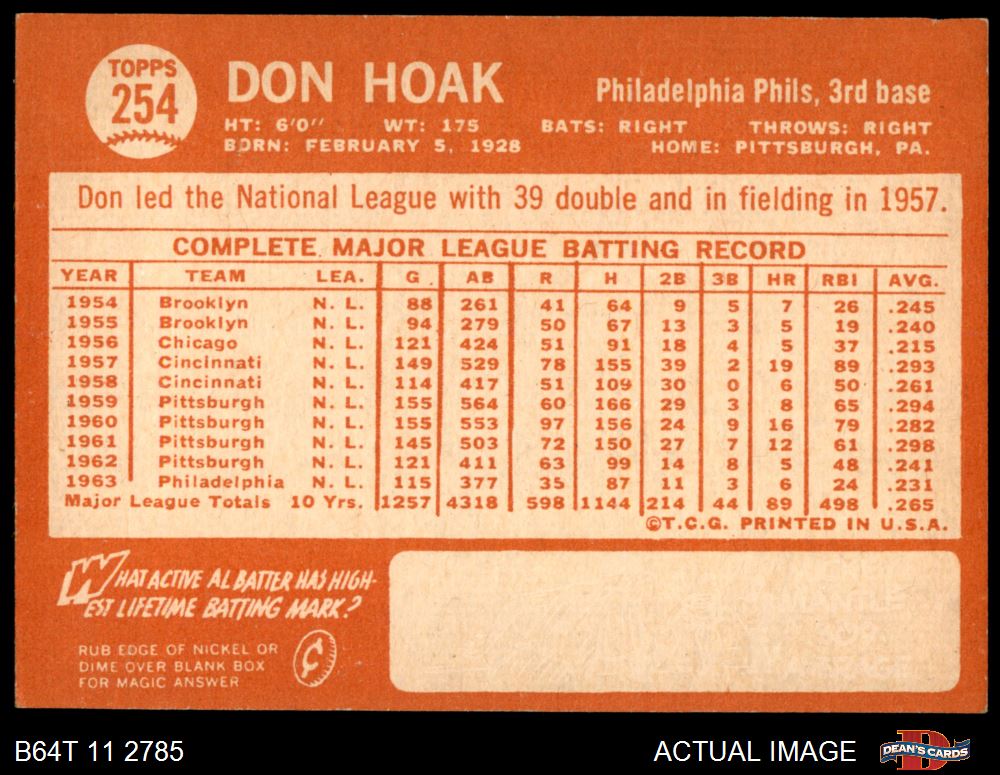 TOPPS
254
DON HOAK
Philadelphia Phils, 3rd base
HT: 6'0" WT: 175 BATS: RIGHT THROWS: RIGHT
BORN: FEBRUARY 5, 1928 HOME: PITTSBURGH, PA.
Don led the National League with 39 double and in fielding in 1957.
COMPLETE MAJOR LEAGUE BATTING RECORD
YEAR TEAM LEA. G AB R H 2B 3B HR RBI AVG.
1954 Brooklyn N. L. 88 261 41 64 9 5 7 26 .245
1955 Brooklyn N. L. 94 279 50 67 13 3 5 19 .240
1956 Chicago N. L. 121 424 51 91 18 4 5 37 .215
1957 Cincinnati N. L. 149 529 78 155 39 2 19 89 .293
1958 Cincinnati N. L. 114 417 51 109 30 0 6 50 .261
1959 Pittsburgh N. L. 155 564 60 166 29 3 8 65 .294
1960 Pittsburgh N. L. 155 553 97 156 24 9 16 79 .282
1961 Pittsburgh N. L. 145 503 72 150 27 7 12 61 .298
1962 Pittsburgh N. L. 121 411 63 99 14 8 5 48 .241
1963 Philadelphia N. L. 115 377 35 87 11 3 6 24 .231
Major League Totals 10 Yrs. 1257 4318 598 1144 214 44 89 498 .265
©T.C.G. PRINTED IN U.S.A.
WHAT ACTIVE AL BATTER HAS HIGH-
EST LIFETIME BATTING MARK?
RUB EDGE OF NICKEL OR
DIME OVER BLANK BOX
FOR MAGIC ANSWER
¢
MANTLE
B64T 11 2785
ACTUAL IMAGE
DEAN'S CARDS